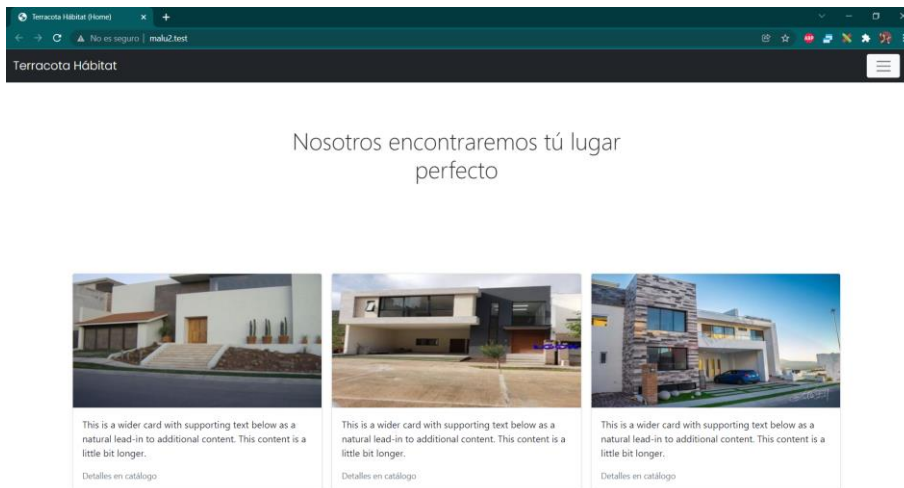 Terracota Hábitat (Home)
No es seguro | malu2.test
Terracota Hábitat
Nosotros encontraremos tú lugar
perfecto
This is a wider card with supporting text below as a
natural lead-in to additional content. This content is a
little bit longer.
Detalles en catálogo
This is a wider card with supporting text below as a
natural lead-in to additional content. This content is a
little bit longer.
Detalles en catálogo
This is a wider card with supporting text below as a
natural lead-in to additional content. This content is a
little bit longer.
Detalles en catálogo